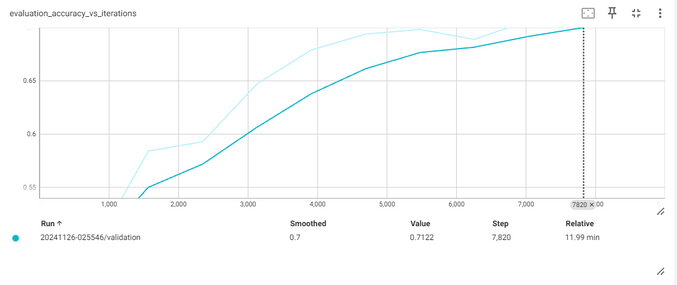 evaluation_accuracy_vs_iterations
0.65
0.6
0.55
1,000 2,000 3,000 4,000 5,000 6,000 7,000 7820 ✕ 00
Run ↑ Smoothed Value Step Relative
20241126-025546/validation 0.7 0.7122 7,820 11.99 min